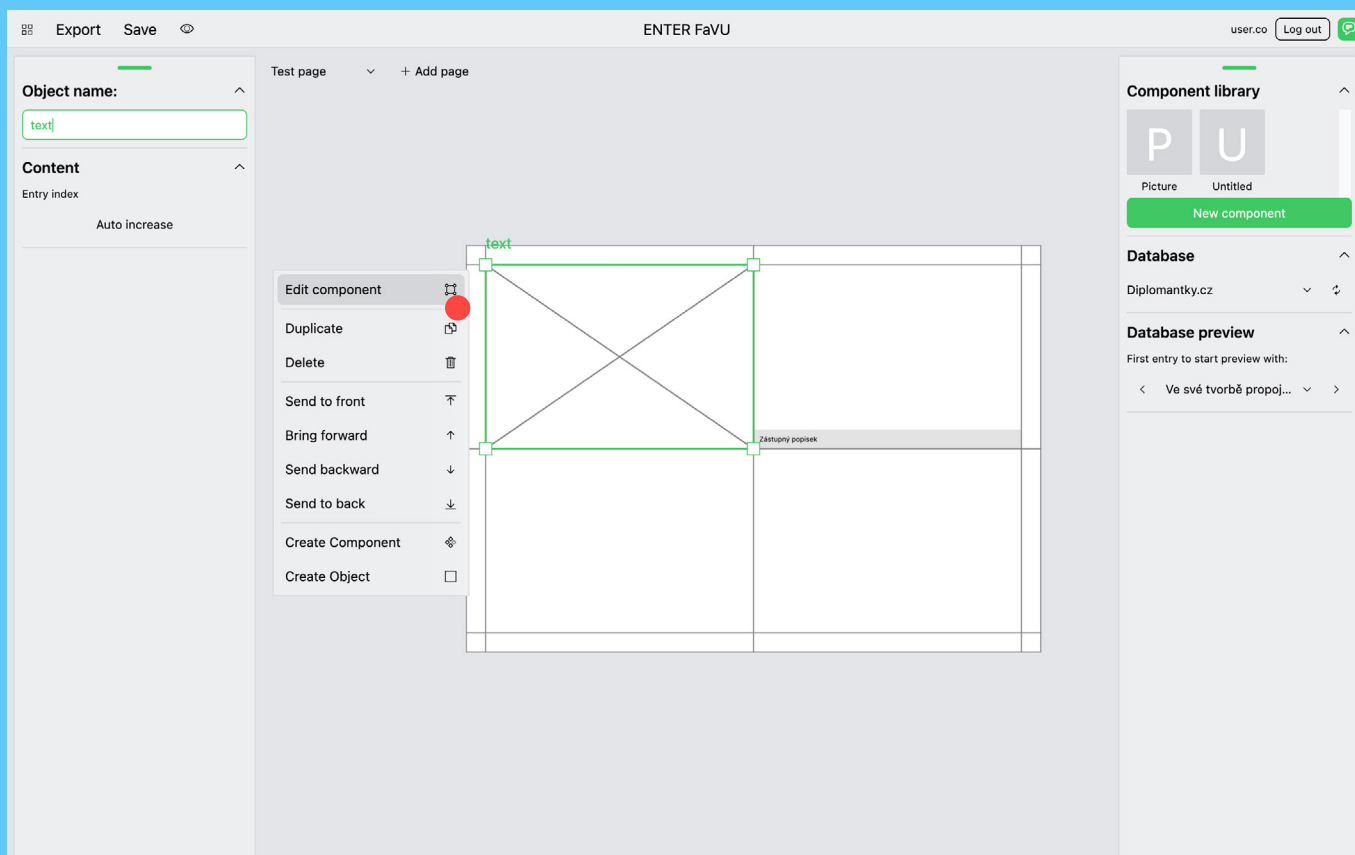 Export Save ENTER FaVU user.co Log out
Test page + Add page
Object name:
text
Content
Entry index
Auto increase
text
Edit component
Duplicate
Delete
Send to front
Bring forward
Send backward
Send to back
Create Component
Create Object
Zástupný popisek
Component library
P U
Picture Untitled
New component
Database
Diplomantky.cz
Database preview
First entry to start preview with:
Ve své tvorbě propoj...